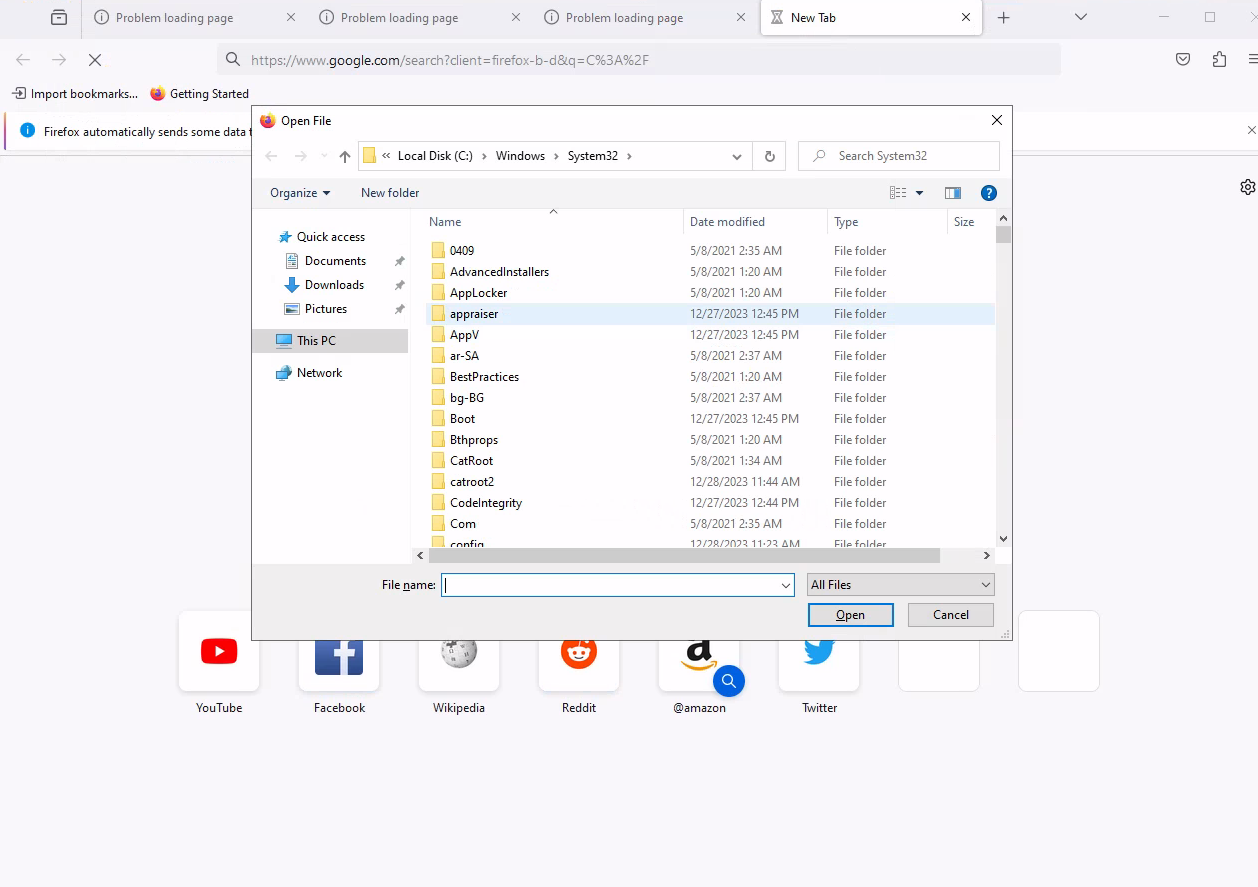 Problem loading page
Problem loading page
Problem loading page
New Tab
https://www.google.com/search?client=firefox-b-d&q=C%3A%2F
Import bookmarks...
Getting Started
Firefox automatically sends some data t
Open File
« Local Disk (C:) › Windows › System32 ›
Search System32
Organize
New folder
Quick access
Documents
Downloads
Pictures
This PC
Network
Name Date modified Type Size
0409 5/8/2021 2:35 AM File folder
AdvancedInstallers 5/8/2021 1:20 AM File folder
AppLocker 5/8/2021 1:20 AM File folder
appraiser 12/27/2023 12:45 PM File folder
AppV 12/27/2023 12:45 PM File folder
ar-SA 5/8/2021 2:37 AM File folder
BestPractices 5/8/2021 1:20 AM File folder
bg-BG 5/8/2021 2:37 AM File folder
Boot 12/27/2023 12:45 PM File folder
Bthprops 5/8/2021 1:20 AM File folder
CatRoot 5/8/2021 1:34 AM File folder
catroot2 12/28/2023 11:44 AM File folder
CodeIntegrity 12/27/2023 12:44 PM File folder
Com 5/8/2021 2:35 AM File folder
config 12/28/2023 11:23 AM File folder
File name:
All Files
Open
Cancel
YouTube
Facebook
Wikipedia
Reddit
@amazon
Twitter